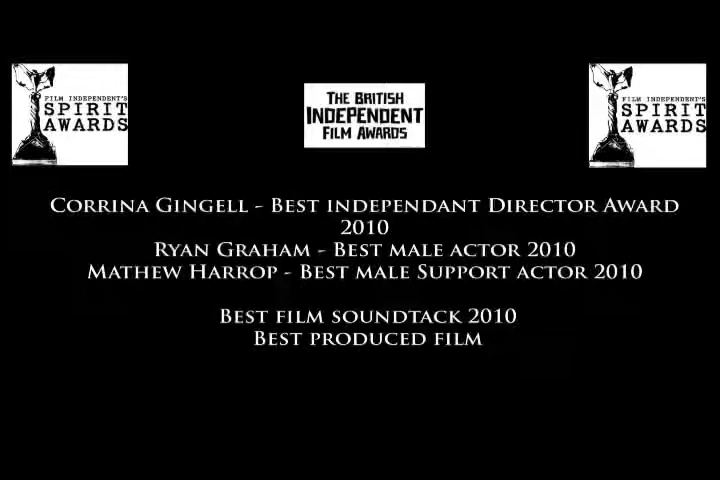 FILM INDEPENDENT'S
SPIRIT
AWARDS
THE BRITISH
INDEPENDENT
FILM AWARDS
FILM INDEPENDENT'S
SPIRIT
AWARDS
CORRINA GINGELL - BEST INDEPENDANT DIRECTOR AWARD
2010
RYAN GRAHAM - BEST MALE ACTOR 2010
MATHEW HARROP - BEST MALE SUPPORT ACTOR 2010
BEST FILM SOUNDTACK 2010
BEST PRODUCED FILM